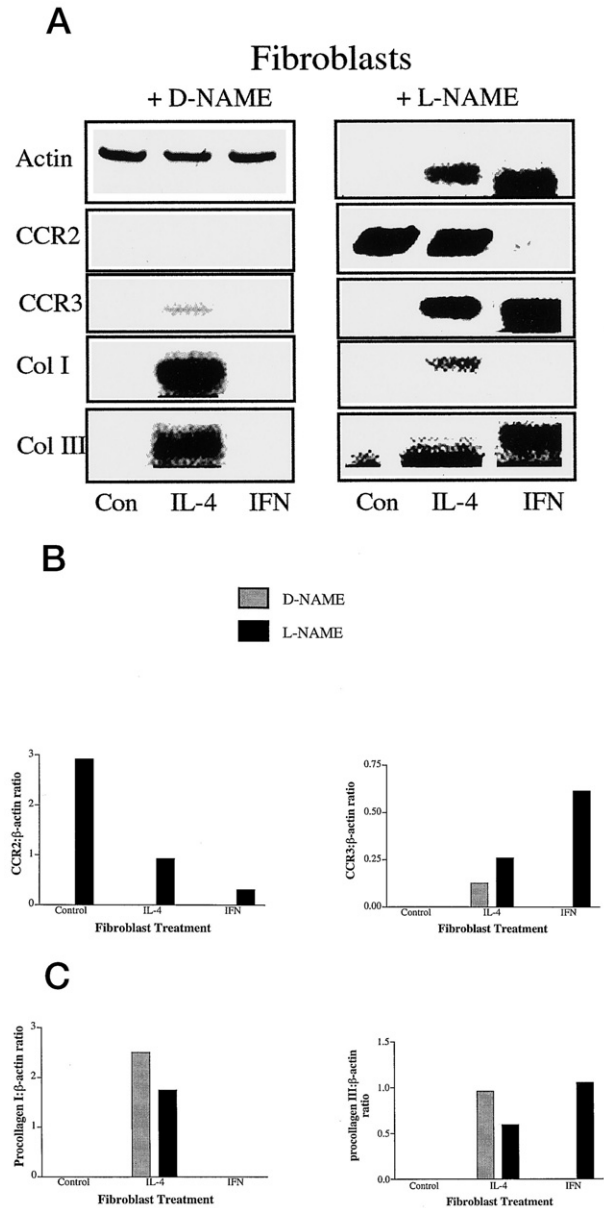 A
Fibroblasts
+ D-NAME
+ L-NAME
Actin
CCR2
CCR3
Col I
Col III
Con IL-4 IFN
Con IL-4 IFN
B
D-NAME
L-NAME
CCR2:β-actin ratio
3
2
1
0
Control IL-4 IFN
Fibroblast Treatment
CCR3:β-actin ratio
0.75
0.50
0.25
0.00
Control IL-4 IFN
Fibroblast Treatment
C
Procollagen I:β-actin ratio
3
2
1
0
Control IL-4 IFN
Fibroblast Treatment
procollagen III:β-actin
ratio
1.5
1.0
0.5
0.0
Control IL-4 IFN
Fibroblast Treatment